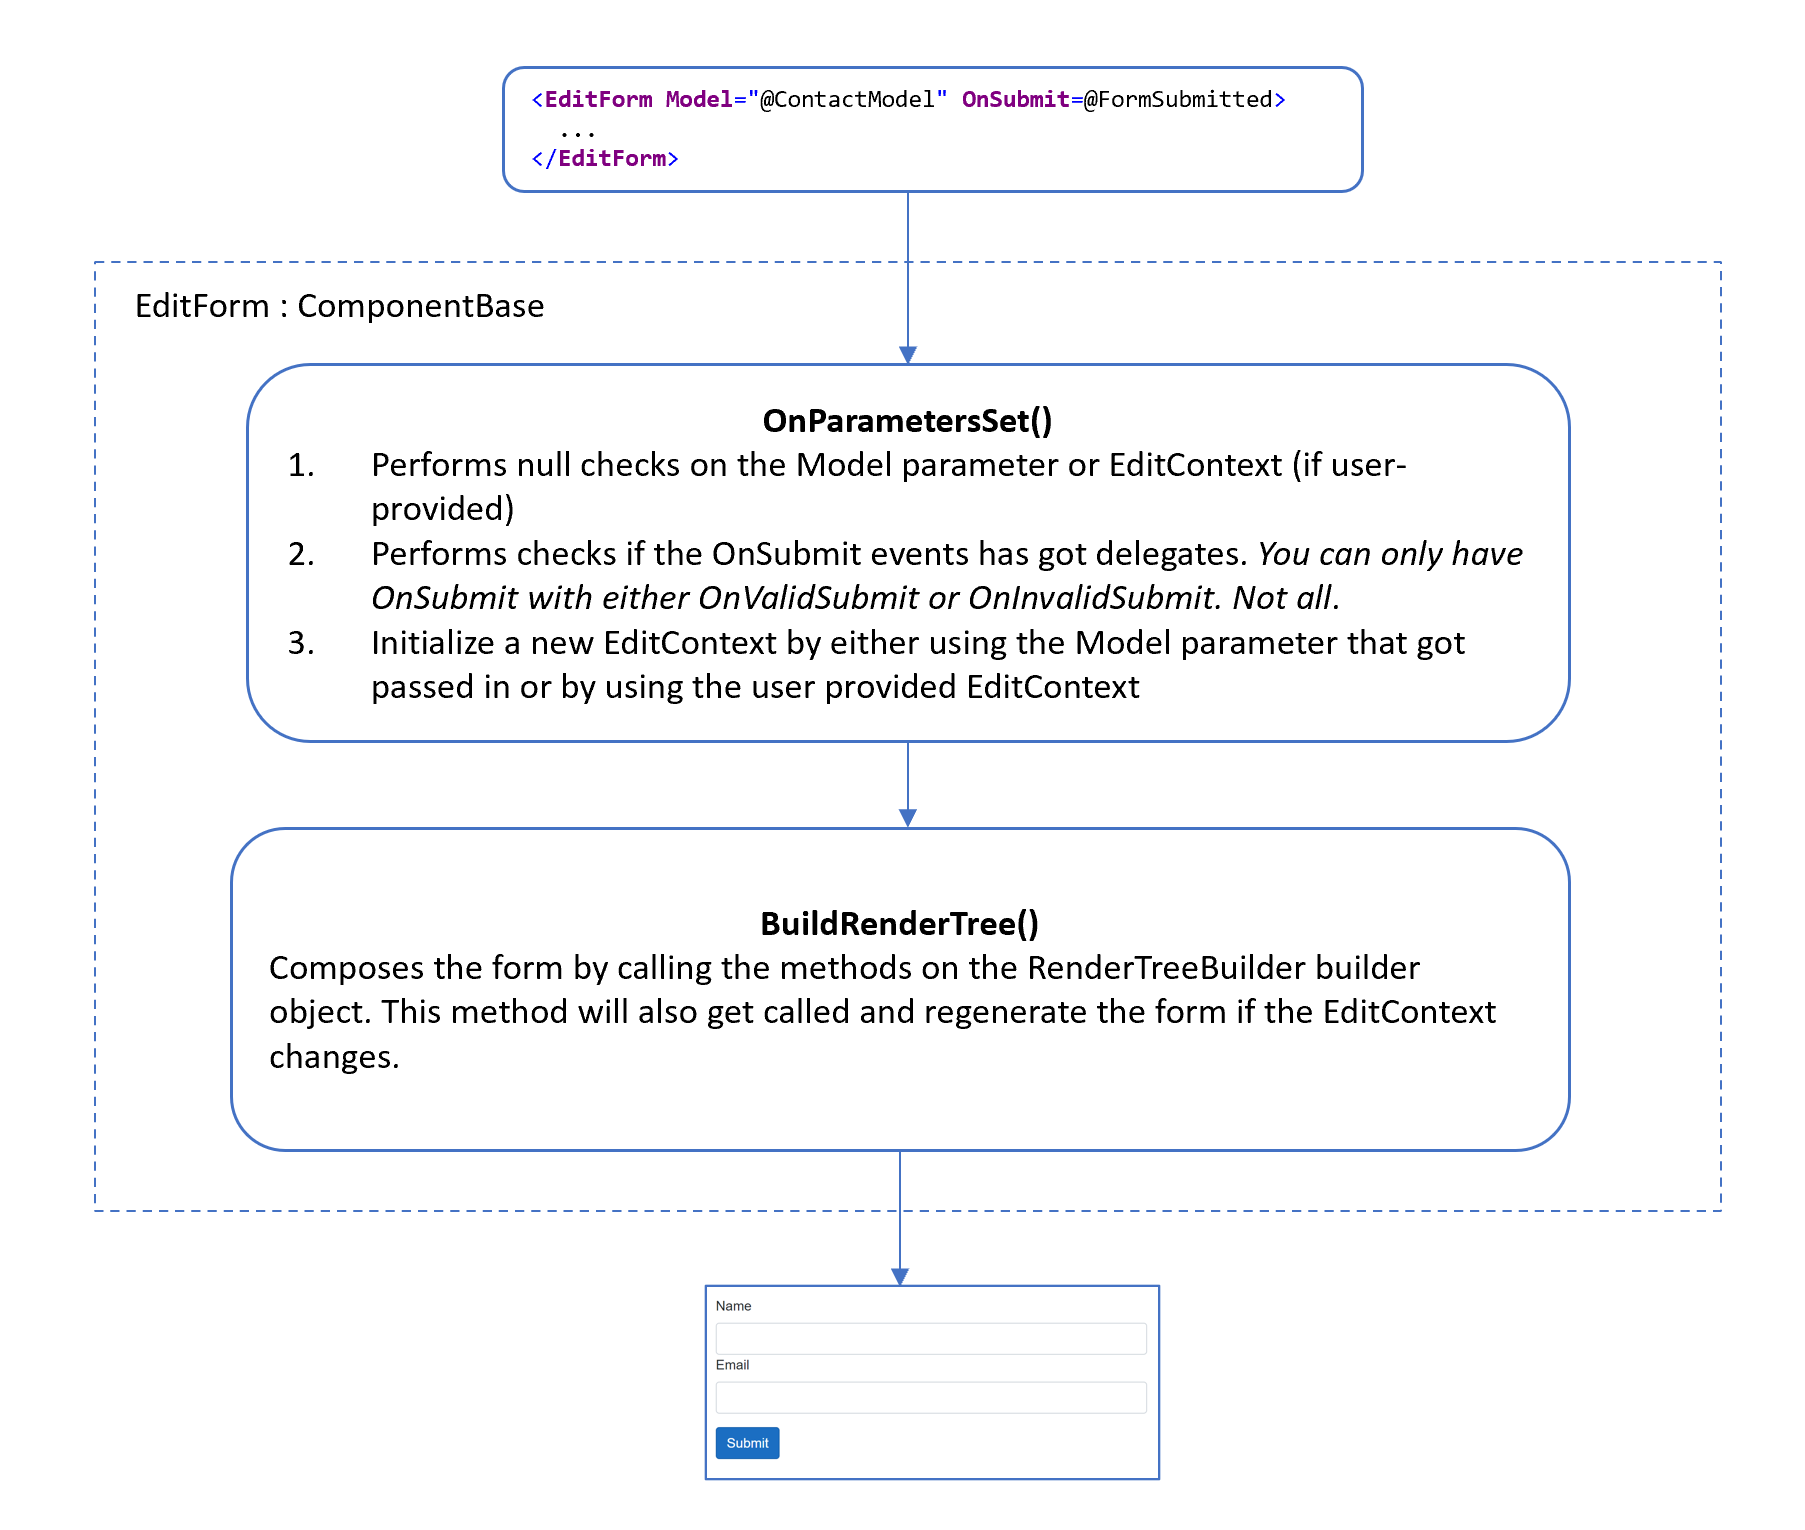 <EditForm Model="@ContactModel" OnSubmit=@FormSubmitted>
...
</EditForm>
EditForm : ComponentBase
OnParametersSet()
1. Performs null checks on the Model parameter or EditContext (if user-
provided)
2. Performs checks if the OnSubmit events has got delegates. You can only have
OnSubmit with either OnValidSubmit or OnInvalidSubmit. Not all.
3. Initialize a new EditContext by either using the Model parameter that got
passed in or by using the user provided EditContext
BuildRenderTree()
Composes the form by calling the methods on the RenderTreeBuilder builder
object. This method will also get called and regenerate the form if the EditContext
changes.
Name
Email
Submit